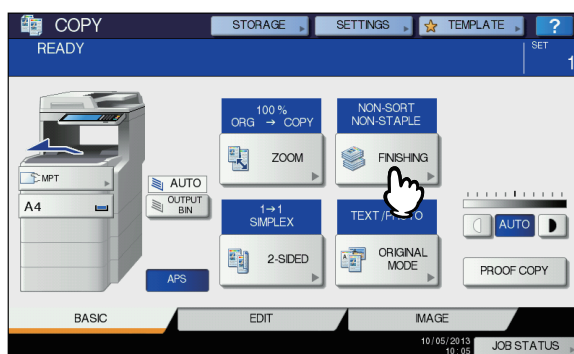 COPY
STORAGE
SETTINGS
TEMPLATE
?
READY
SET
1
100 %
ORG → COPY
NON-SORT
NON-STAPLE
ZOOM
FINISHING
MPT
A4
AUTO
OUTPUT
BIN
1→1
SIMPLEX
TEXT/PHOTO
2-SIDED
ORIGINAL
MODE
AUTO
APS
PROOF COPY
BASIC
EDIT
IMAGE
10/05/2013
10:05
JOB STATUS